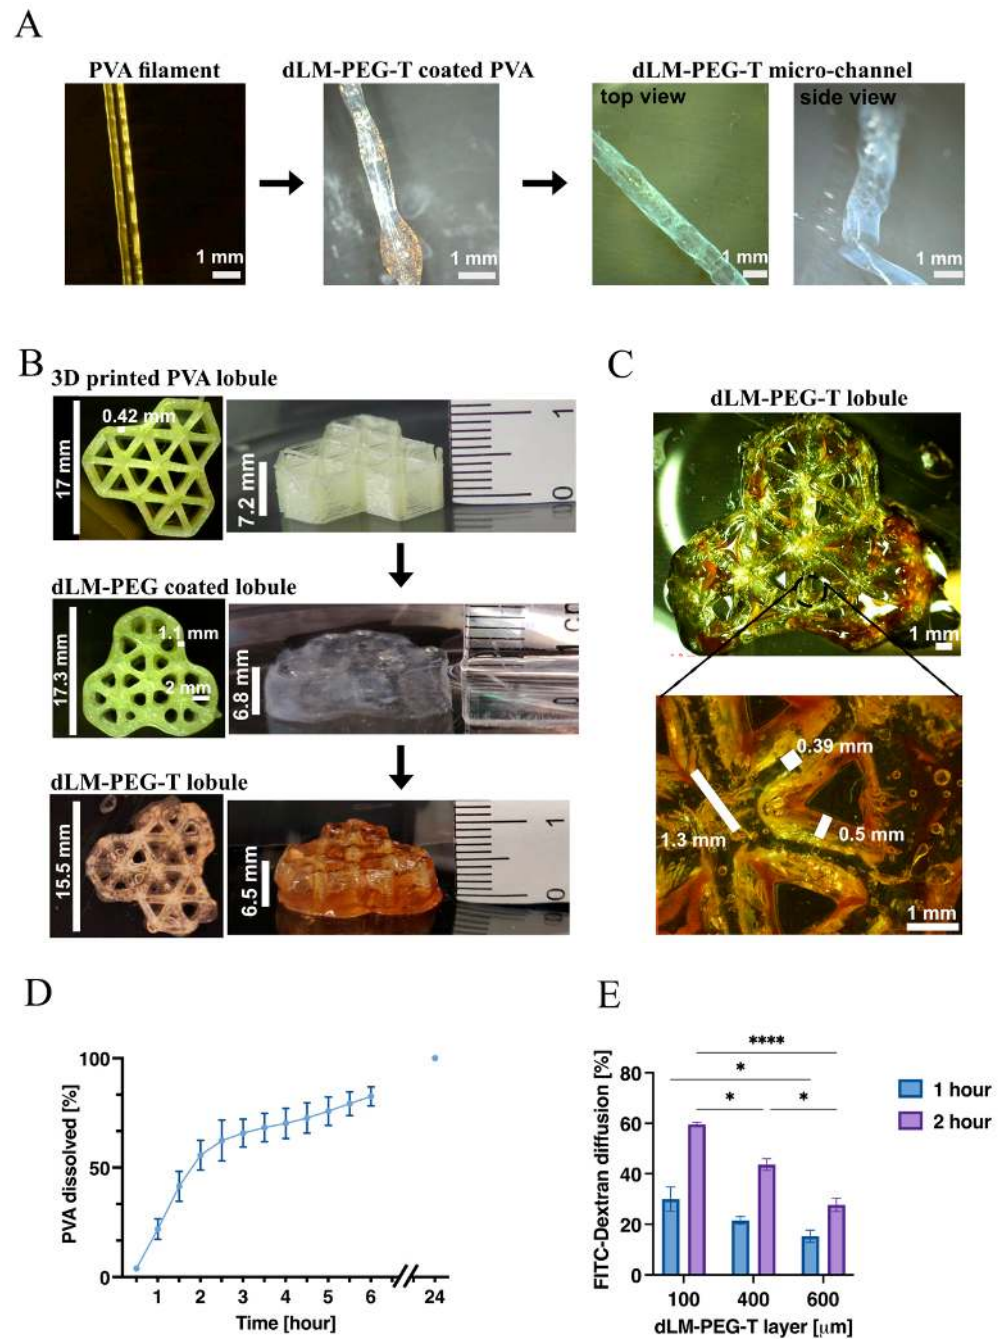 A
PVA filament
dLM-PEG-T coated PVA
dLM-PEG-T micro-channel
top view
side view
1 mm
1 mm
1 mm
1 mm
B
3D printed PVA lobule
0.42 mm
17 mm
7.2 mm
1
0
dLM-PEG coated lobule
1.1 mm
2 mm
17.3 mm
6.8 mm
dLM-PEG-T lobule
15.5 mm
6.5 mm
1
0
C
dLM-PEG-T lobule
1 mm
0.39 mm
1.3 mm
0.5 mm
1 mm
D
PVA dissolved [%]
100
50
0
1 2 3 4 5 6 24
Time [hour]
E
FITC-Dextran diffusion [%]
80
60
40
20
0
****
*
* *
100 400 600
dLM-PEG-T layer [μm]
1 hour
2 hour